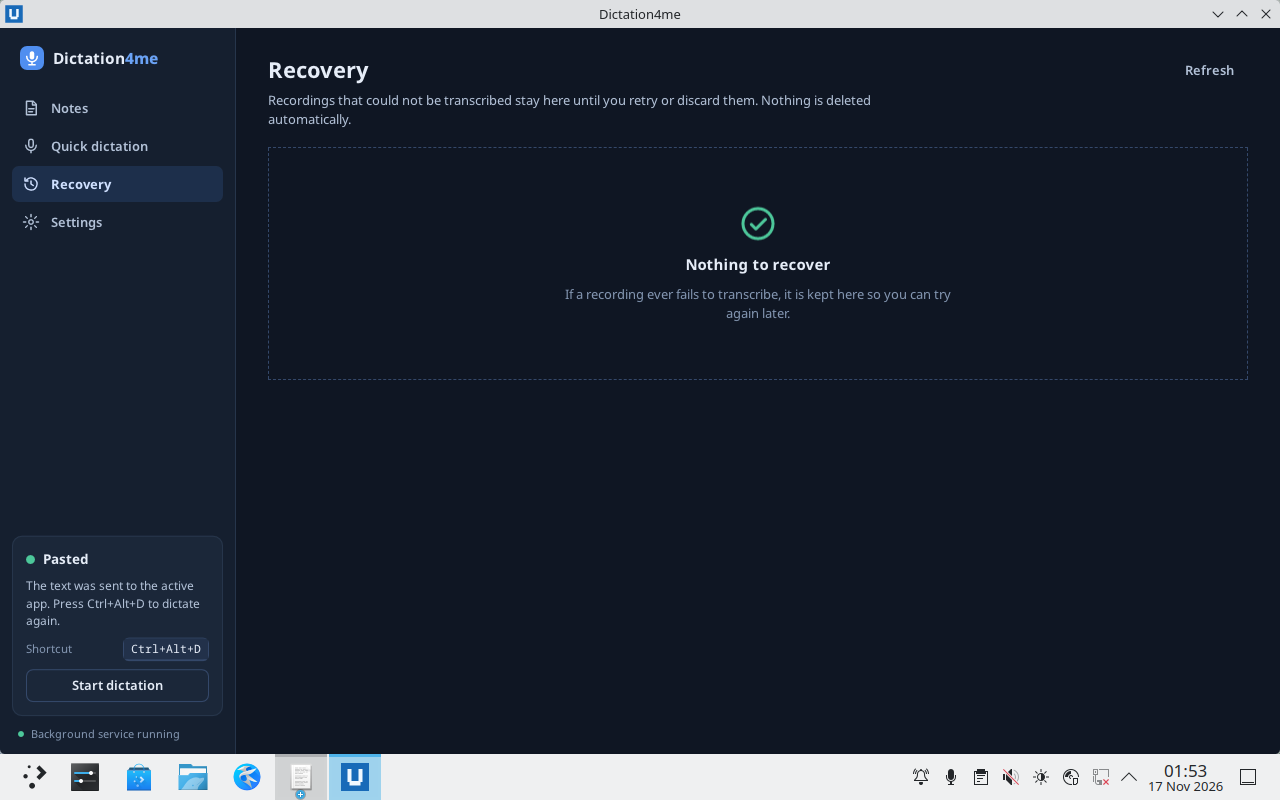 Dictation4me
Dictation4me
Notes
Quick dictation
Recovery
Settings
Pasted
The text was sent to the active
app. Press Ctrl+Alt+D to dictate
again.
Shortcut
Ctrl+Alt+D
Start dictation
Background service running
Recovery
Refresh
Recordings that could not be transcribed stay here until you retry or discard them. Nothing is deleted
automatically.
Nothing to recover
If a recording ever fails to transcribe, it is kept here so you can try
again later.
01:53
17 Nov 2026